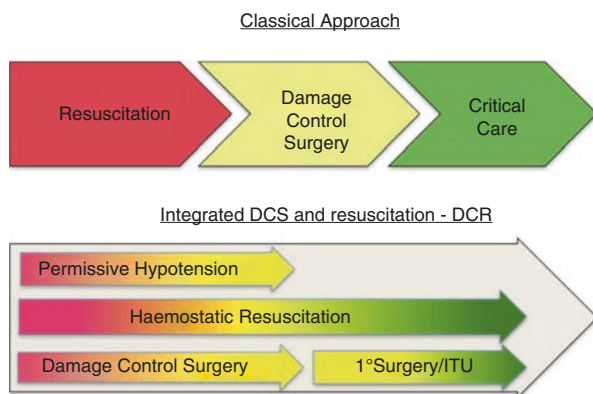 Classical Approach
Resuscitation
Damage
Control
Surgery
Critical
Care
Integrated DCS and resuscitation - DCR
Permissive Hypotension
Haemostatic Resuscitation
Damage Control Surgery
1°Surgery/ITU